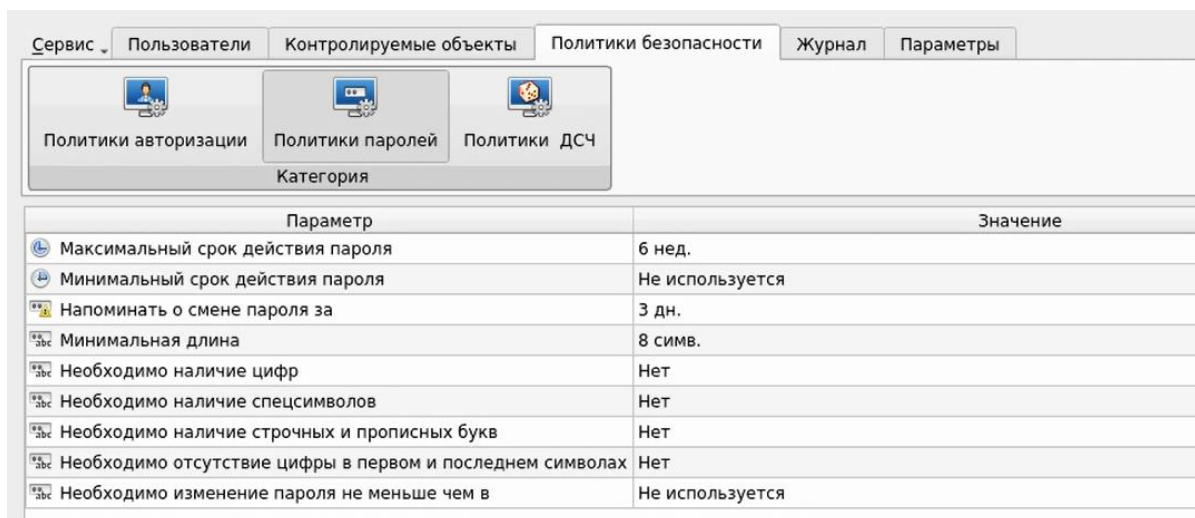 Сервис Пользователи Контролируемые объекты Политики безопасности Журнал Параметры
Политики авторизации Политики паролей Политики ДСЧ
Категория
Параметр Значение
Максимальный срок действия пароля 6 нед.
Минимальный срок действия пароля Не используется
Напоминать о смене пароля за 3 дн.
Минимальная длина 8 симв.
Необходимо наличие цифр Нет
Необходимо наличие спецсимволов Нет
Необходимо наличие строчных и прописных букв Нет
Необходимо отсутствие цифры в первом и последнем символах Нет
Необходимо изменение пароля не меньше чем в Не используется